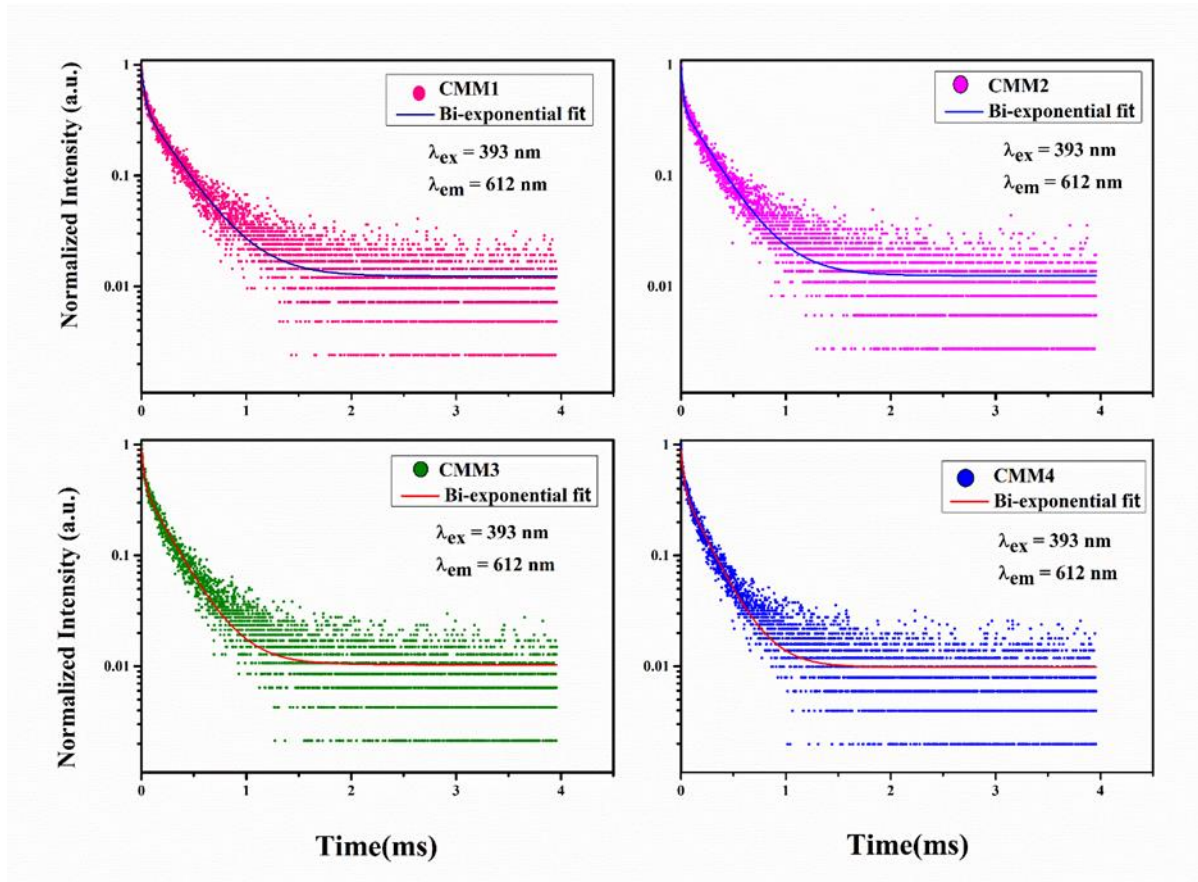 Normalized Intensity (a.u.)
1
0.1
0.01
0
1
2
3
4
CMM1
Bi-exponential fit
λex = 393 nm
λem = 612 nm
1
0.1
0.01
0
1
2
3
4
CMM2
Bi-exponential fit
λex = 393 nm
λem = 612 nm
Normalized Intensity (a.u.)
1
0.1
0.01
0
1
2
3
4
CMM3
Bi-exponential fit
λex = 393 nm
λem = 612 nm
1
0.1
0.01
0
1
2
3
4
CMM4
Bi-exponential fit
λex = 393 nm
λem = 612 nm
Time(ms)
Time(ms)